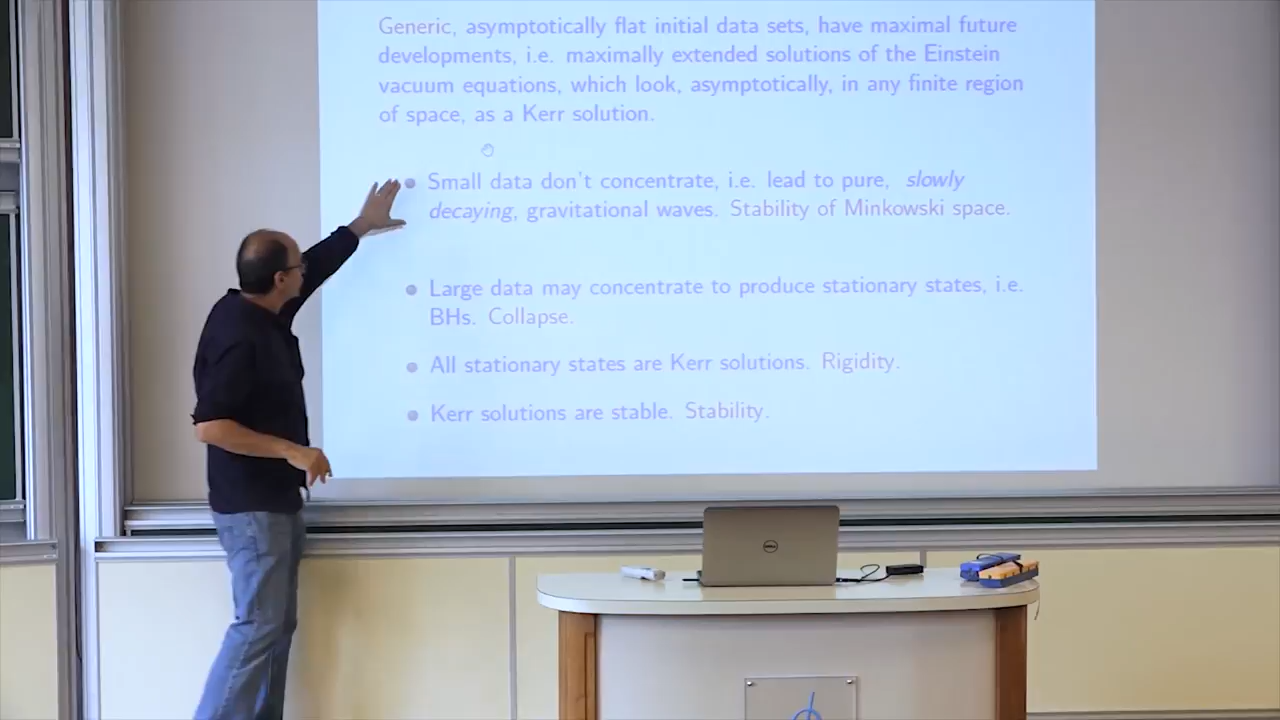 Generic, asymptotically flat initial data sets, have maximal future
developments, i.e. maximally extended solutions of the Einstein
vacuum equations, which look, asymptotically, in any finite region
of space, as a Kerr solution.
Small data don't concentrate, i.e. lead to pure, slowly
decaying, gravitational waves. Stability of Minkowski space.
Large data may concentrate to produce stationary states, i.e.
BHs. Collapse.
All stationary states are Kerr solutions. Rigidity.
Kerr solutions are stable. Stability.
DELL